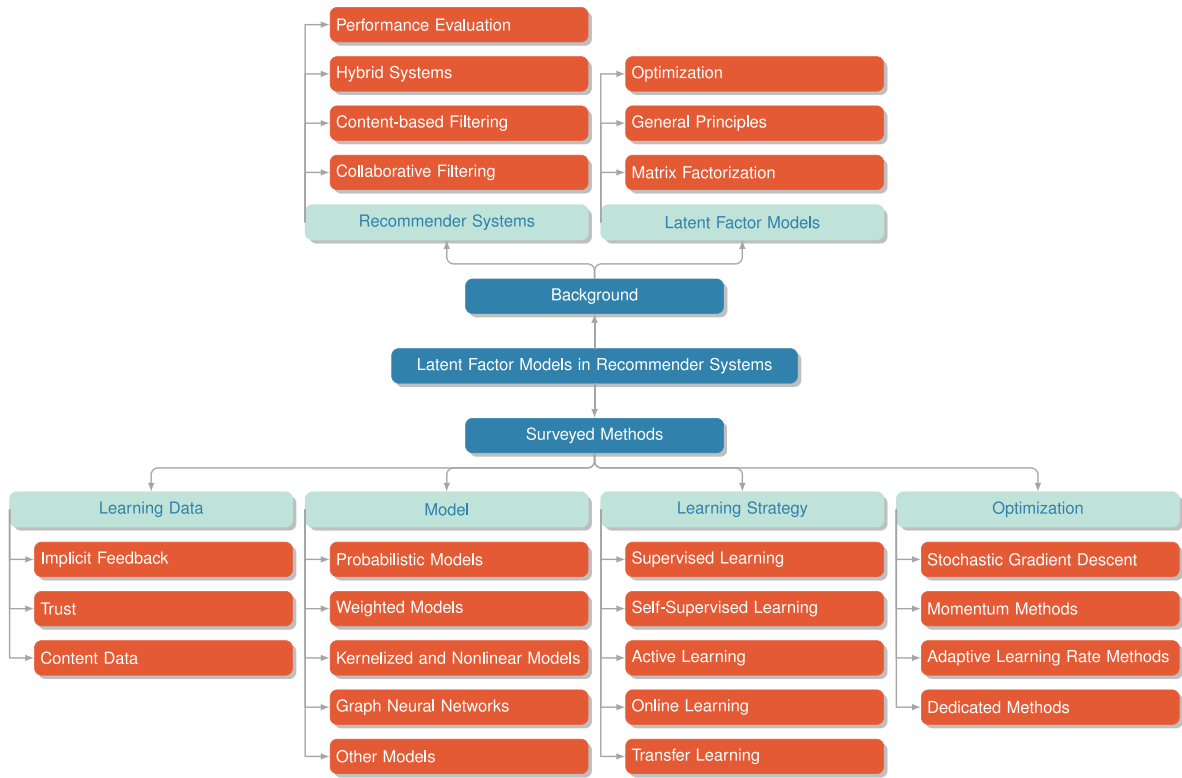 Performance Evaluation
Hybrid Systems
Content-based Filtering
Collaborative Filtering
Recommender Systems
Optimization
General Principles
Matrix Factorization
Latent Factor Models
Background
Latent Factor Models in Recommender Systems
Surveyed Methods
Learning Data
Implicit Feedback
Trust
Content Data
Model
Probabilistic Models
Weighted Models
Kernelized and Nonlinear Models
Graph Neural Networks
Other Models
Learning Strategy
Supervised Learning
Self-Supervised Learning
Active Learning
Online Learning
Transfer Learning
Optimization
Stochastic Gradient Descent
Momentum Methods
Adaptive Learning Rate Methods
Dedicated Methods